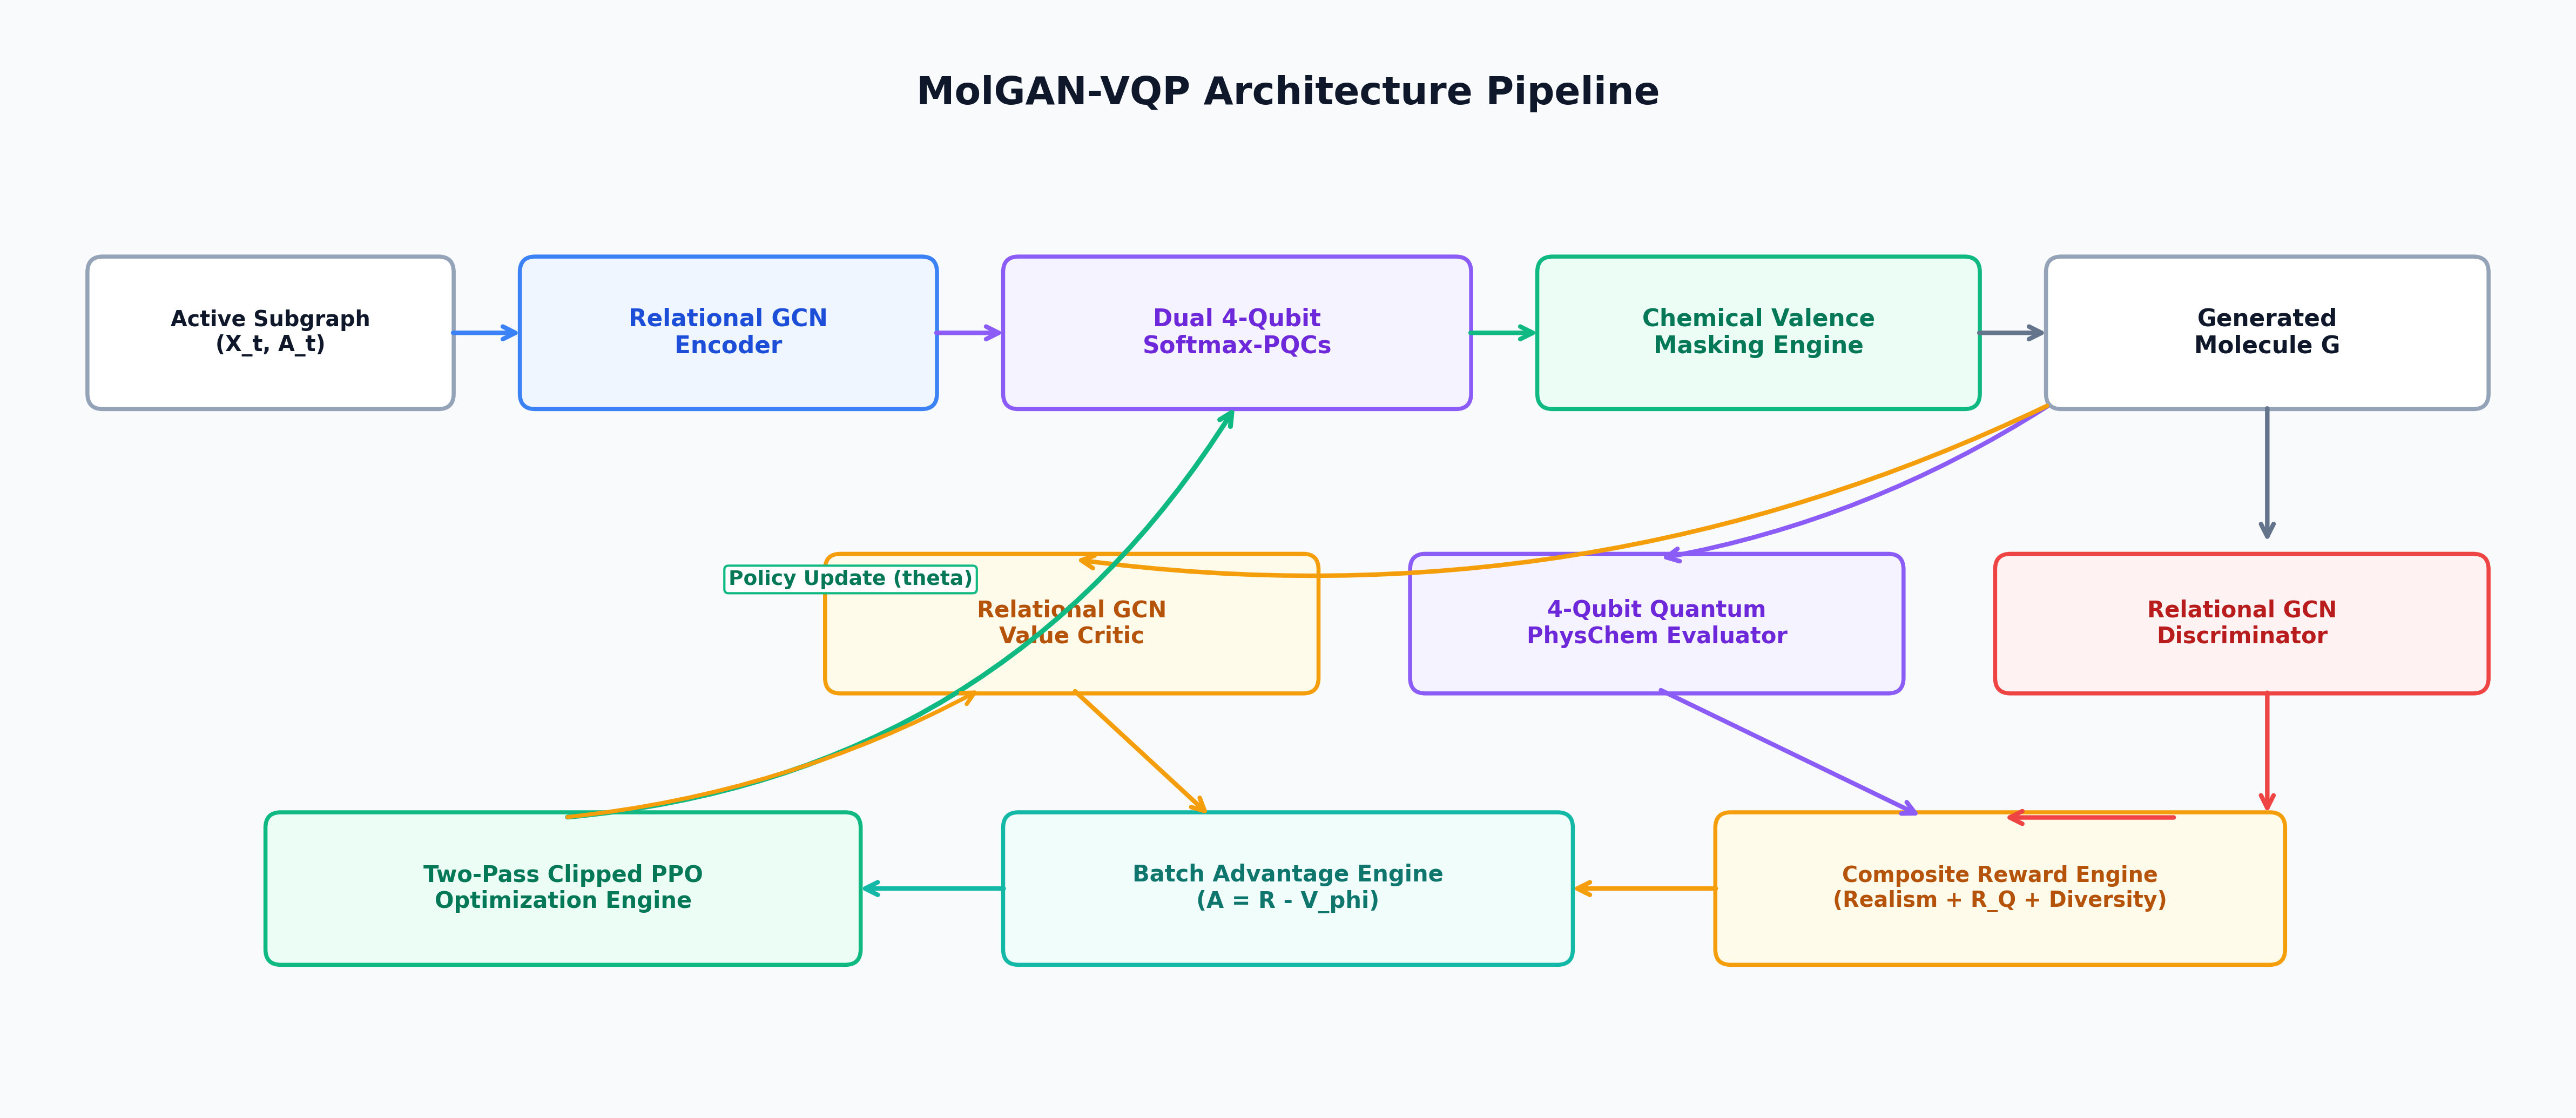 MolGAN-VQP Architecture Pipeline
Active Subgraph
(X_t, A_t)
Relational GCN
Encoder
Dual 4-Qubit
Softmax-PQCs
Chemical Valence
Masking Engine
Generated
Molecule G
Policy Update (theta)
Relational GCN
Value Critic
4-Qubit Quantum
PhysChem Evaluator
Relational GCN
Discriminator
Two-Pass Clipped PPO
Optimization Engine
Batch Advantage Engine
(A = R - V_phi)
Composite Reward Engine
(Realism + R_Q + Diversity)